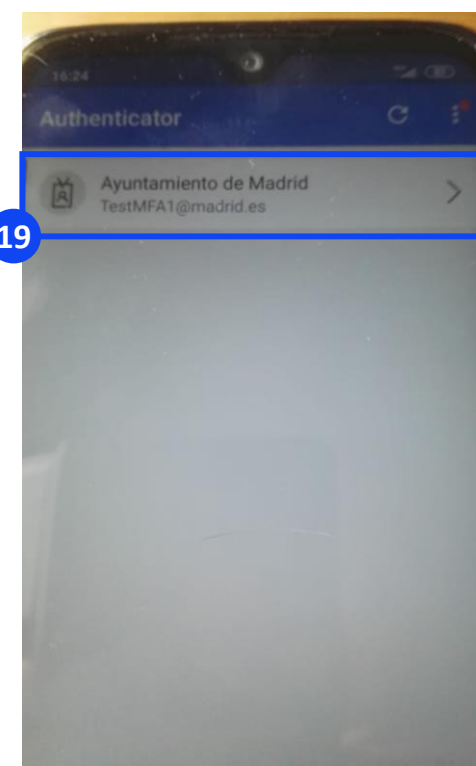 16:24
Authenticator
Ayuntamiento de Madrid
TestMFA1@madrid.es
19